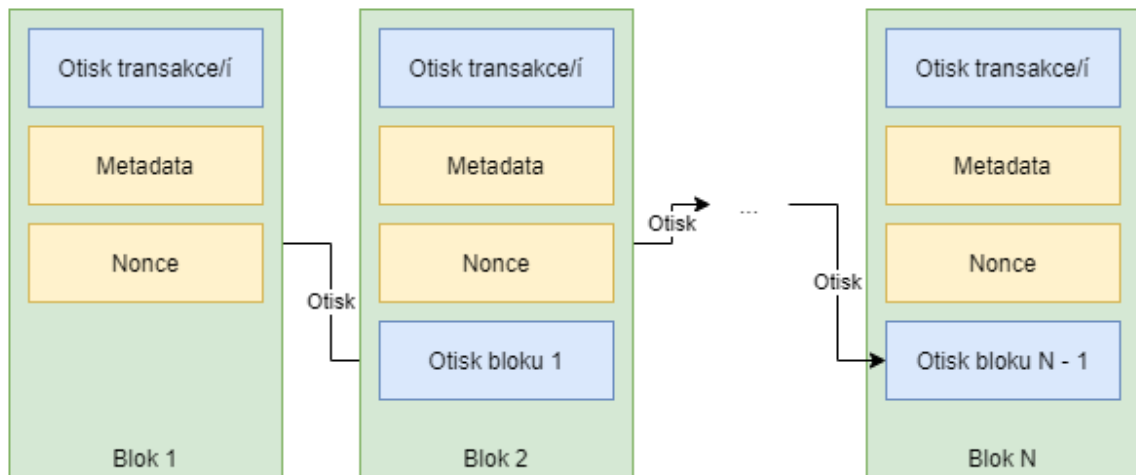 Otisk transakce/í
Metadata
Nonce
Blok 1
Otisk
Otisk transakce/í
Metadata
Nonce
Otisk bloku 1
Blok 2
Otisk
...
Otisk
Otisk transakce/í
Metadata
Nonce
Otisk bloku N - 1
Blok N